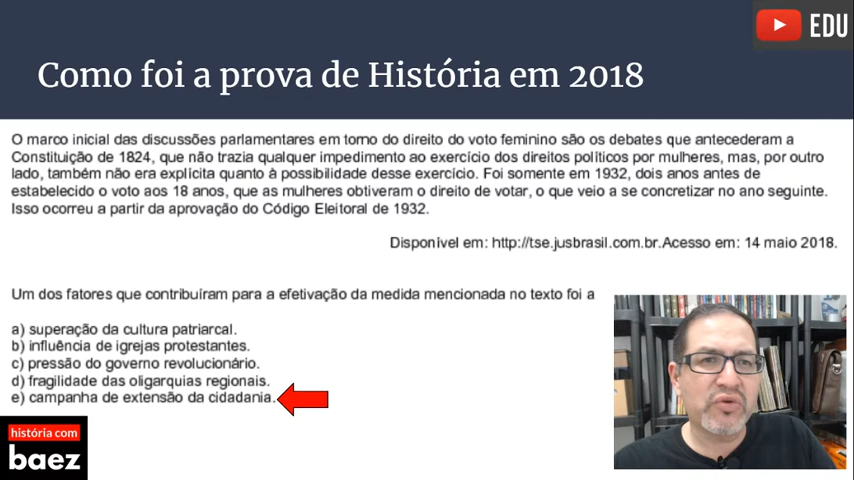 EDU
Como foi a prova de História em 2018
O marco inicial das discussões parlamentares em torno do direito do voto feminino são os debates que antecederam a
Constituição de 1824, que não trazia qualquer impedimento ao exercício dos direitos políticos por mulheres, mas, por outro
lado, também não era explícita quanto à possibilidade desse exercício. Foi somente em 1932, dois anos antes de
estabelecido o voto aos 18 anos, que as mulheres obtiveram o direito de votar, o que veio a se concretizar no ano seguinte.
Isso ocorreu a partir da aprovação do Código Eleitoral de 1932.
Disponível em: http://tse.jusbrasil.com.br.Acesso em: 14 maio 2018.
Um dos fatores que contribuíram para a efetivação da medida mencionada no texto foi a
a) superação da cultura patriarcal.
b) influência de igrejas protestantes.
c) pressão do governo revolucionário.
d) fragilidade das oligarquias regionais.
e) campanha de extensão da cidadania.
história com
baez